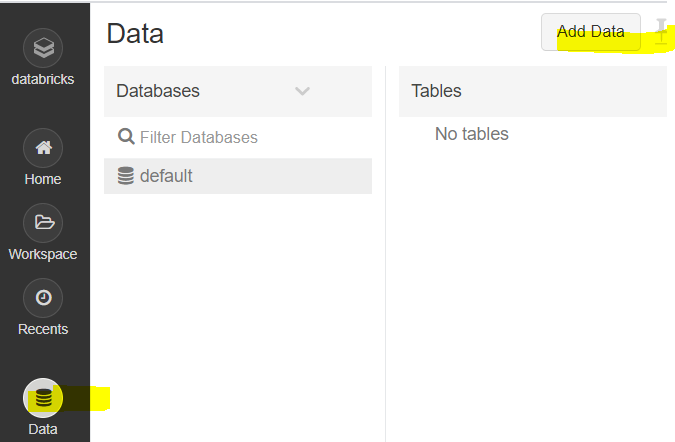 databricks
Home
Workspace
Recents
Data
Data
Add Data
Databases
Filter Databases
default
Tables
No tables